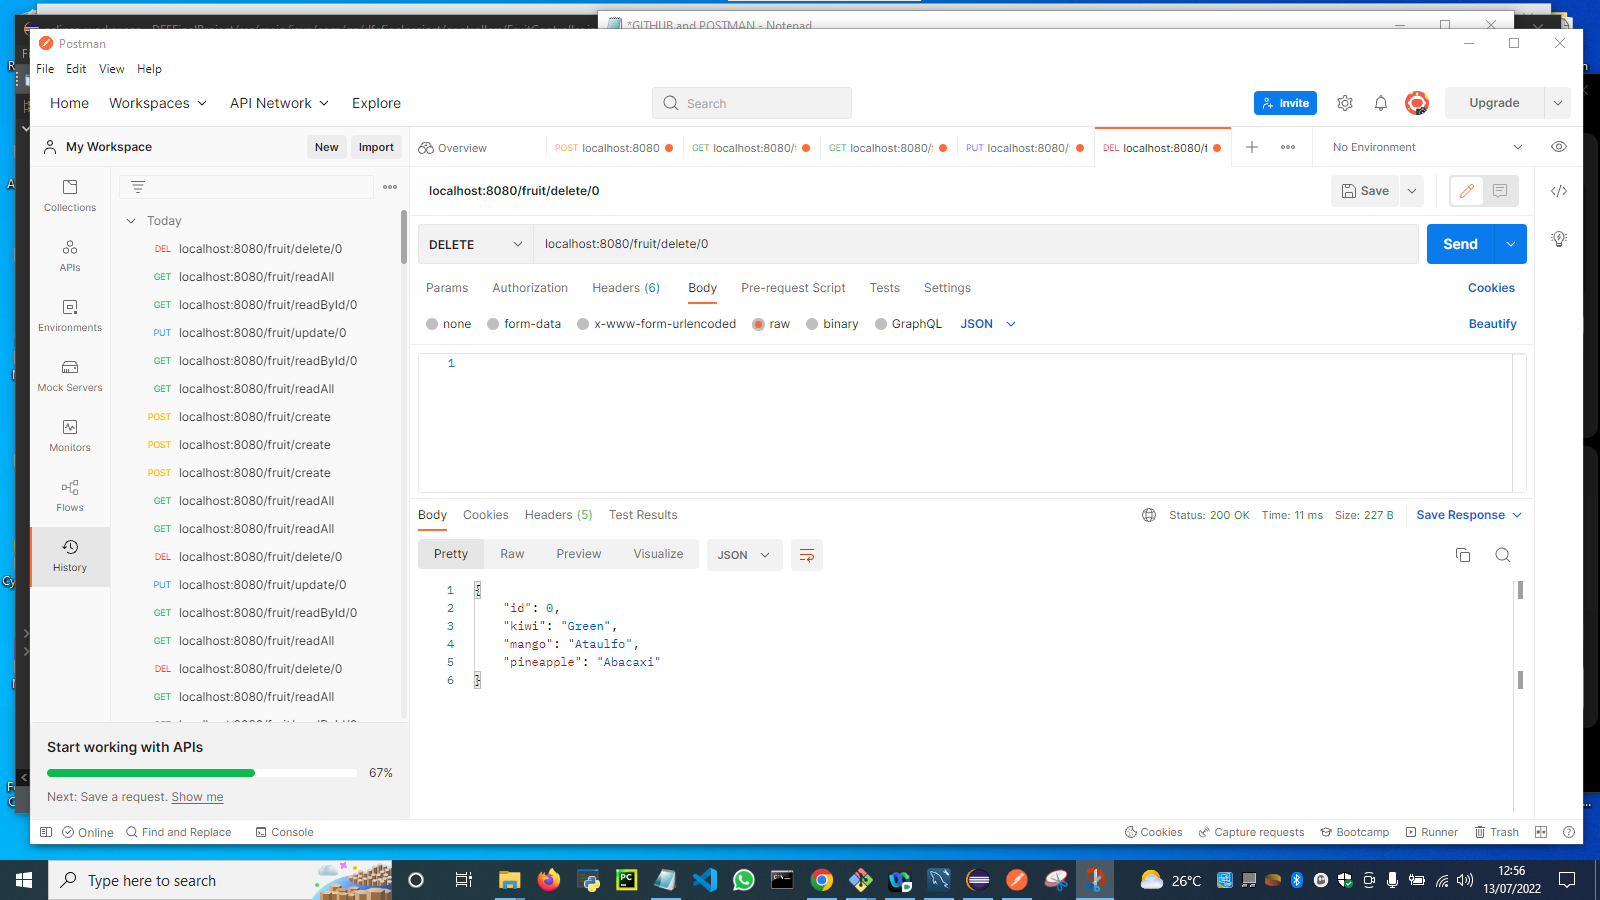 *GITHUB and POSTMAN - Notepad
Postman
File Edit View Help
Home Workspaces API Network Explore
Search
Invite
Upgrade
My Workspace
New Import
Overview
POST localhost:8080
GET localhost:8080/
GET localhost:8080/
PUT localhost:8080/
DEL localhost:8080/f
No Environment
Collections
APIs
Environments
Mock Servers
Monitors
Flows
History
Today
DEL localhost:8080/fruit/delete/0
GET localhost:8080/fruit/readAll
GET localhost:8080/fruit/readById/0
PUT localhost:8080/fruit/update/0
GET localhost:8080/fruit/readById/0
GET localhost:8080/fruit/readAll
POST localhost:8080/fruit/create
POST localhost:8080/fruit/create
POST localhost:8080/fruit/create
GET localhost:8080/fruit/readAll
GET localhost:8080/fruit/readAll
DEL localhost:8080/fruit/delete/0
PUT localhost:8080/fruit/update/0
GET localhost:8080/fruit/readById/0
GET localhost:8080/fruit/readAll
DEL localhost:8080/fruit/delete/0
GET localhost:8080/fruit/readAll
Start working with APIs
67%
Next: Save a request. Show me
localhost:8080/fruit/delete/0
Save
DELETE localhost:8080/fruit/delete/0
Send
Params Authorization Headers (6) Body Pre-request Script Tests Settings
Cookies
none form-data x-www-form-urlencoded raw binary GraphQL JSON
Beautify
1
Body Cookies Headers (5) Test Results
Status: 200 OK Time: 11 ms Size: 227 B
Save Response
Pretty Raw Preview Visualize JSON
1 {
2 "id": 0,
3 "kiwi": "Green",
4 "mango": "Ataulfo",
5 "pineapple": "Abacaxi"
6 }
Online Find and Replace Console
Cookies Capture requests Bootcamp Runner Trash
Type here to search
26°C
12:56
13/07/2022